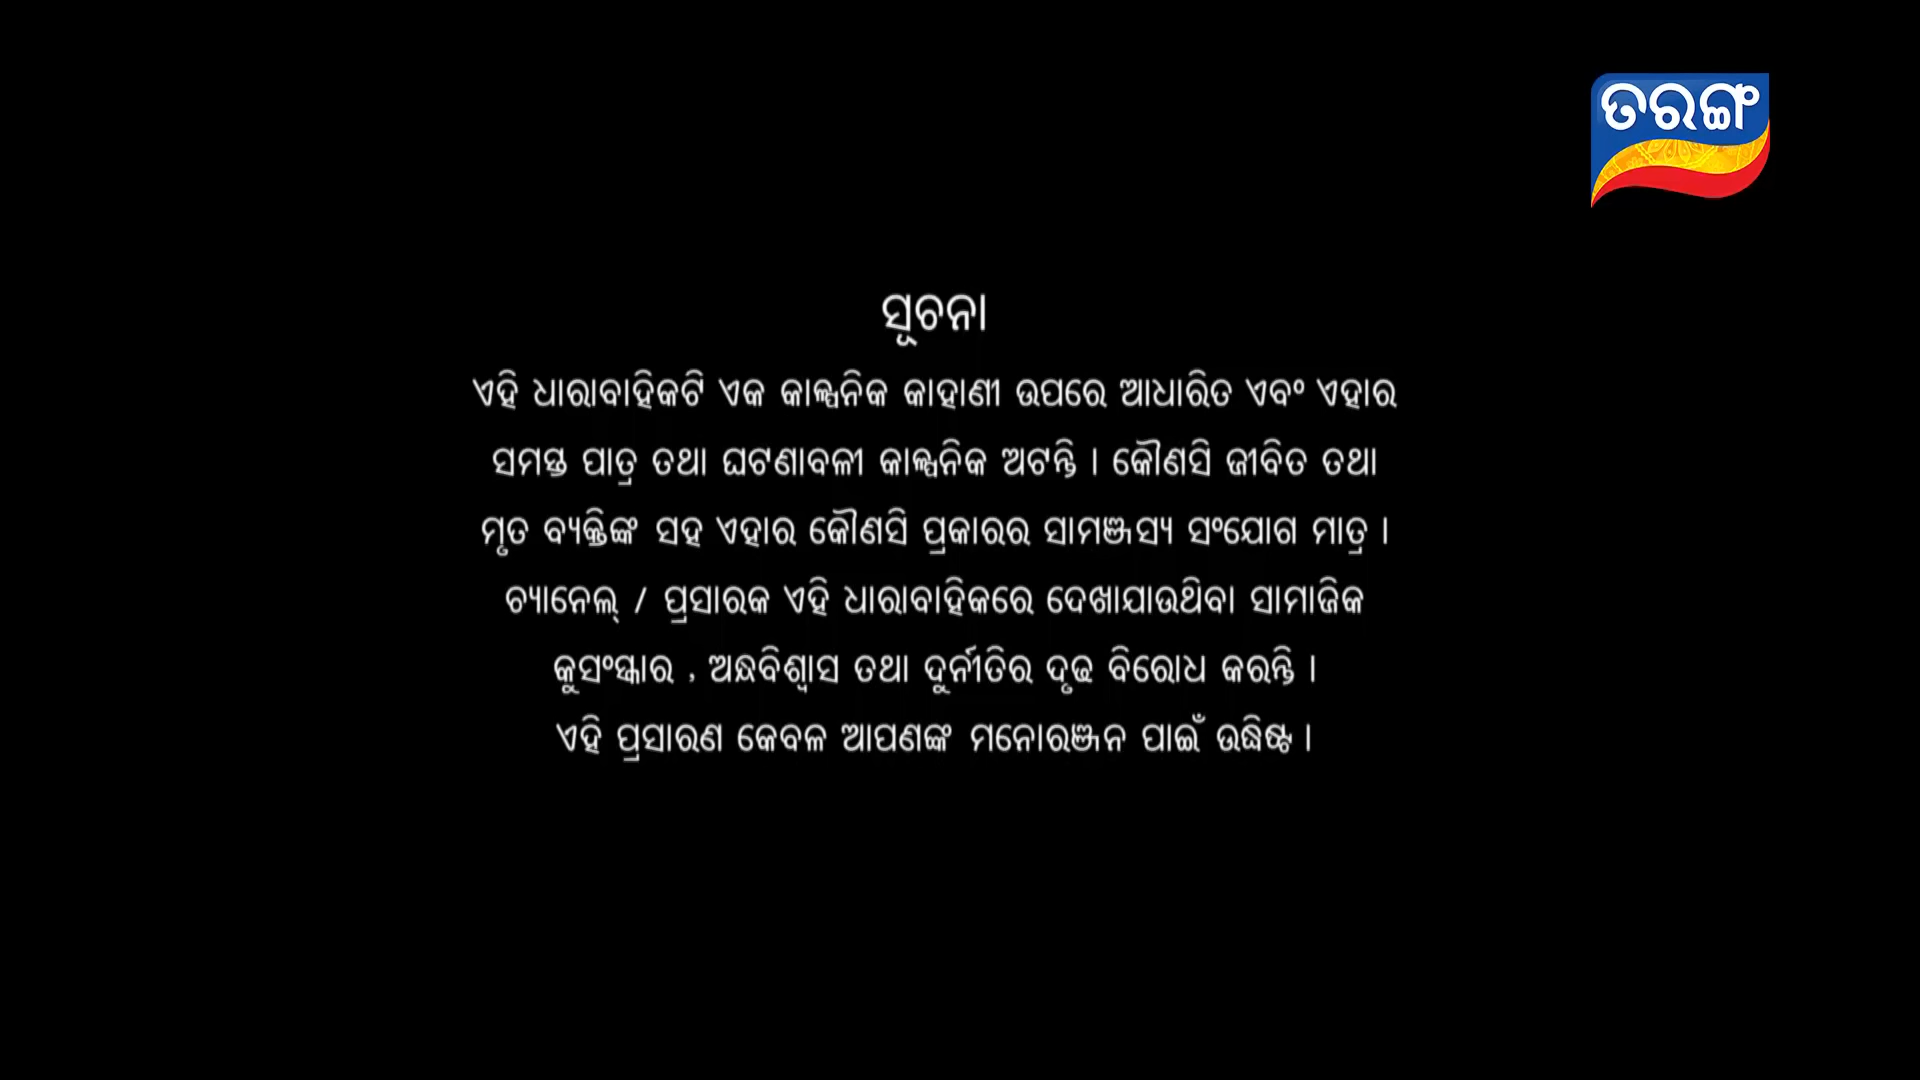 ତରଙ୍ଗ
ସୂଚନା
ଏହି ଧାରାବାହିକଟି ଏକ କାଳ୍ପନିକ କାହାଣୀ ଉପରେ ଆଧାରିତ ଏବଂ ଏହାର
ସମସ୍ତ ପାତ୍ର ତଥା ଘଟଣାବଳୀ କାଳ୍ପନିକ ଅଟନ୍ତି । କୌଣସି ଜୀବିତ ତଥା
ମୃତ ବ୍ୟକ୍ତିଙ୍କ ସହ ଏହାର କୌଣସି ପ୍ରକାରର ସାମଞ୍ଜସ୍ୟ ସଂଯୋଗ ମାତ୍ର ।
ଚ୍ୟାନେଲ୍ / ପ୍ରସାରକ ଏହି ଧାରାବାହିକରେ ଦେଖାଯାଉଥିବା ସାମାଜିକ
କୁସଂସ୍କାର , ଅନ୍ଧବିଶ୍ୱାସ ତଥା ଦୁର୍ନୀତିର ଦୃଢ ବିରୋଧ କରନ୍ତି ।
ଏହି ପ୍ରସାରଣ କେବଳ ଆପଣଙ୍କ ମନୋରଞ୍ଜନ ପାଇଁ ଉଦ୍ଧିଷ୍ଟ ।